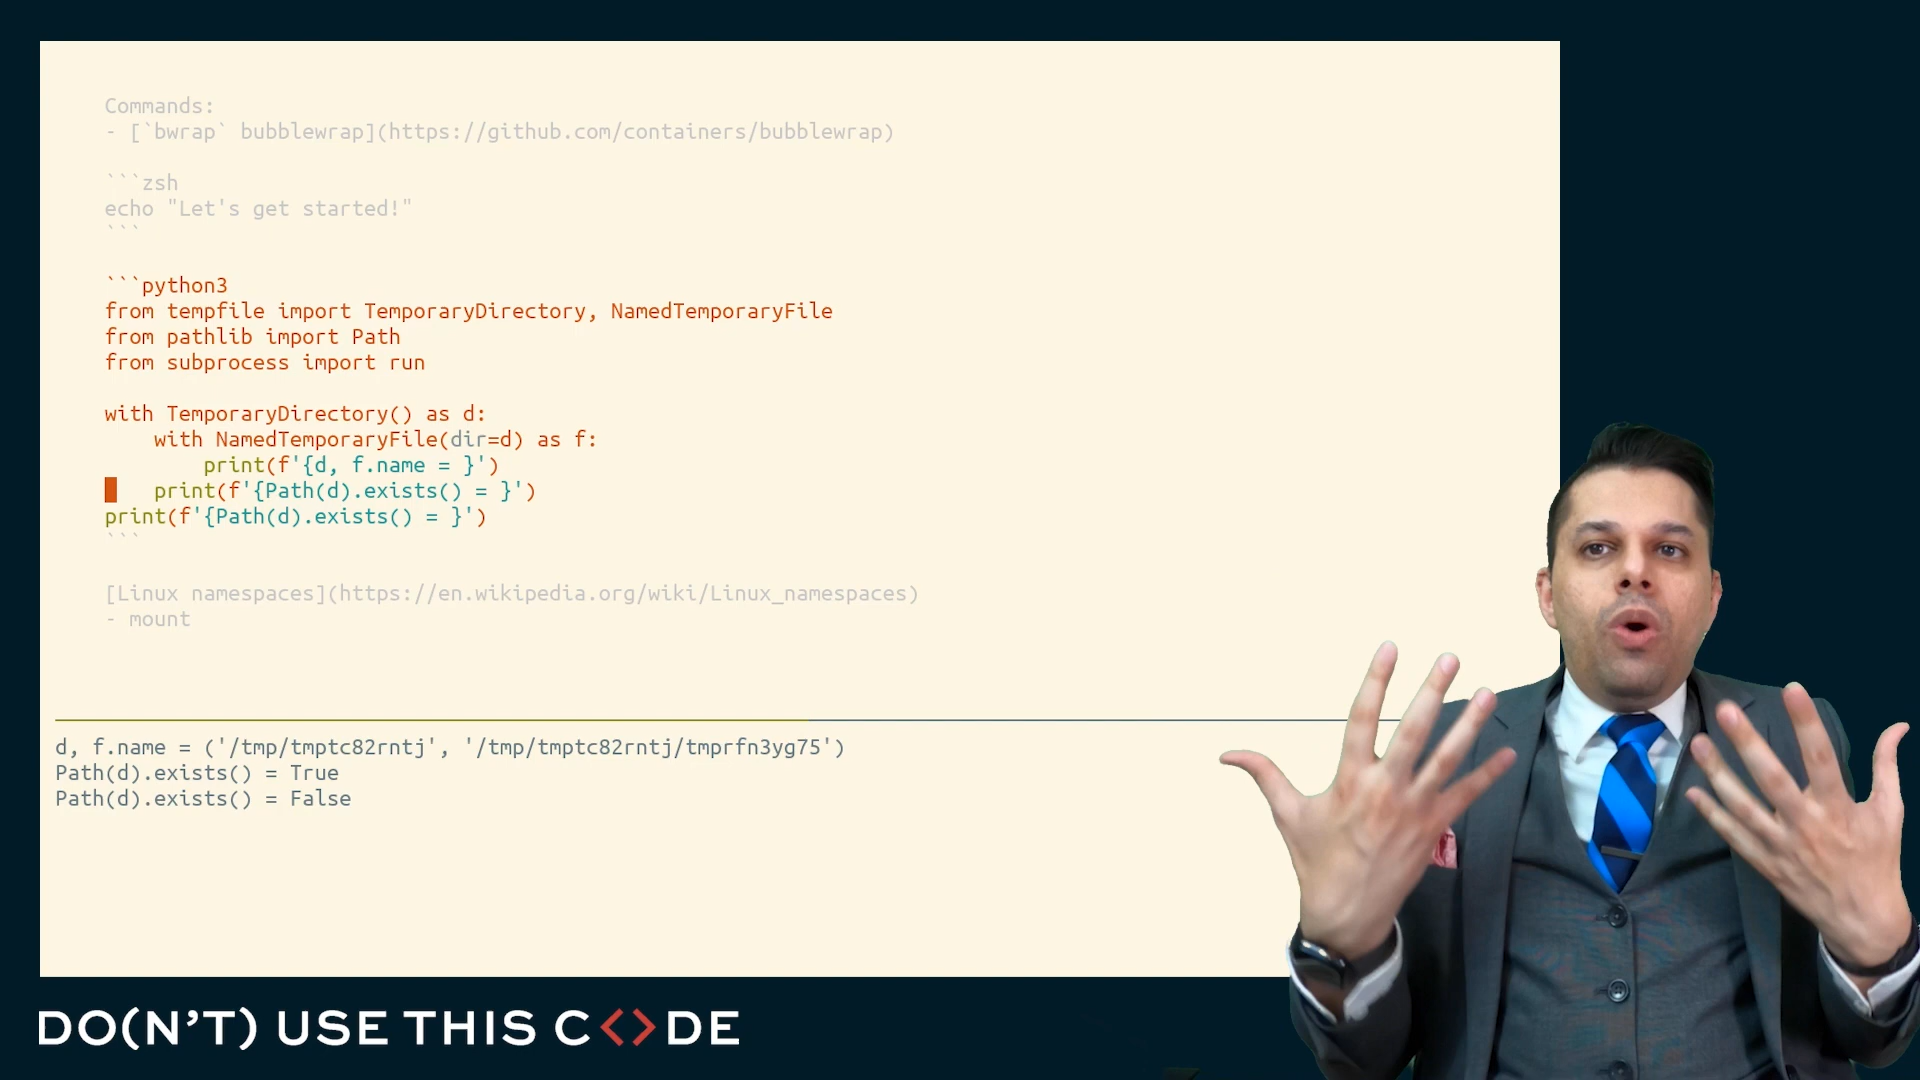 Commands:
- [`bwrap` bubblewrap](https://github.com/containers/bubblewrap)
```zsh
echo "Let's get started!"
```
```python3
from tempfile import TemporaryDirectory, NamedTemporaryFile
from pathlib import Path
from subprocess import run
with TemporaryDirectory() as d:
    with NamedTemporaryFile(dir=d) as f:
        print(f'{d, f.name = }')
    print(f'{Path(d).exists() = }')
print(f'{Path(d).exists() = }')
```
[Linux namespaces](https://en.wikipedia.org/wiki/Linux_namespaces)
- mount
d, f.name = ('/tmp/tmptc82rntj', '/tmp/tmptc82rntj/tmprfn3yg75')
Path(d).exists() = True
Path(d).exists() = False
DO(N'T) USE THIS C<>DE